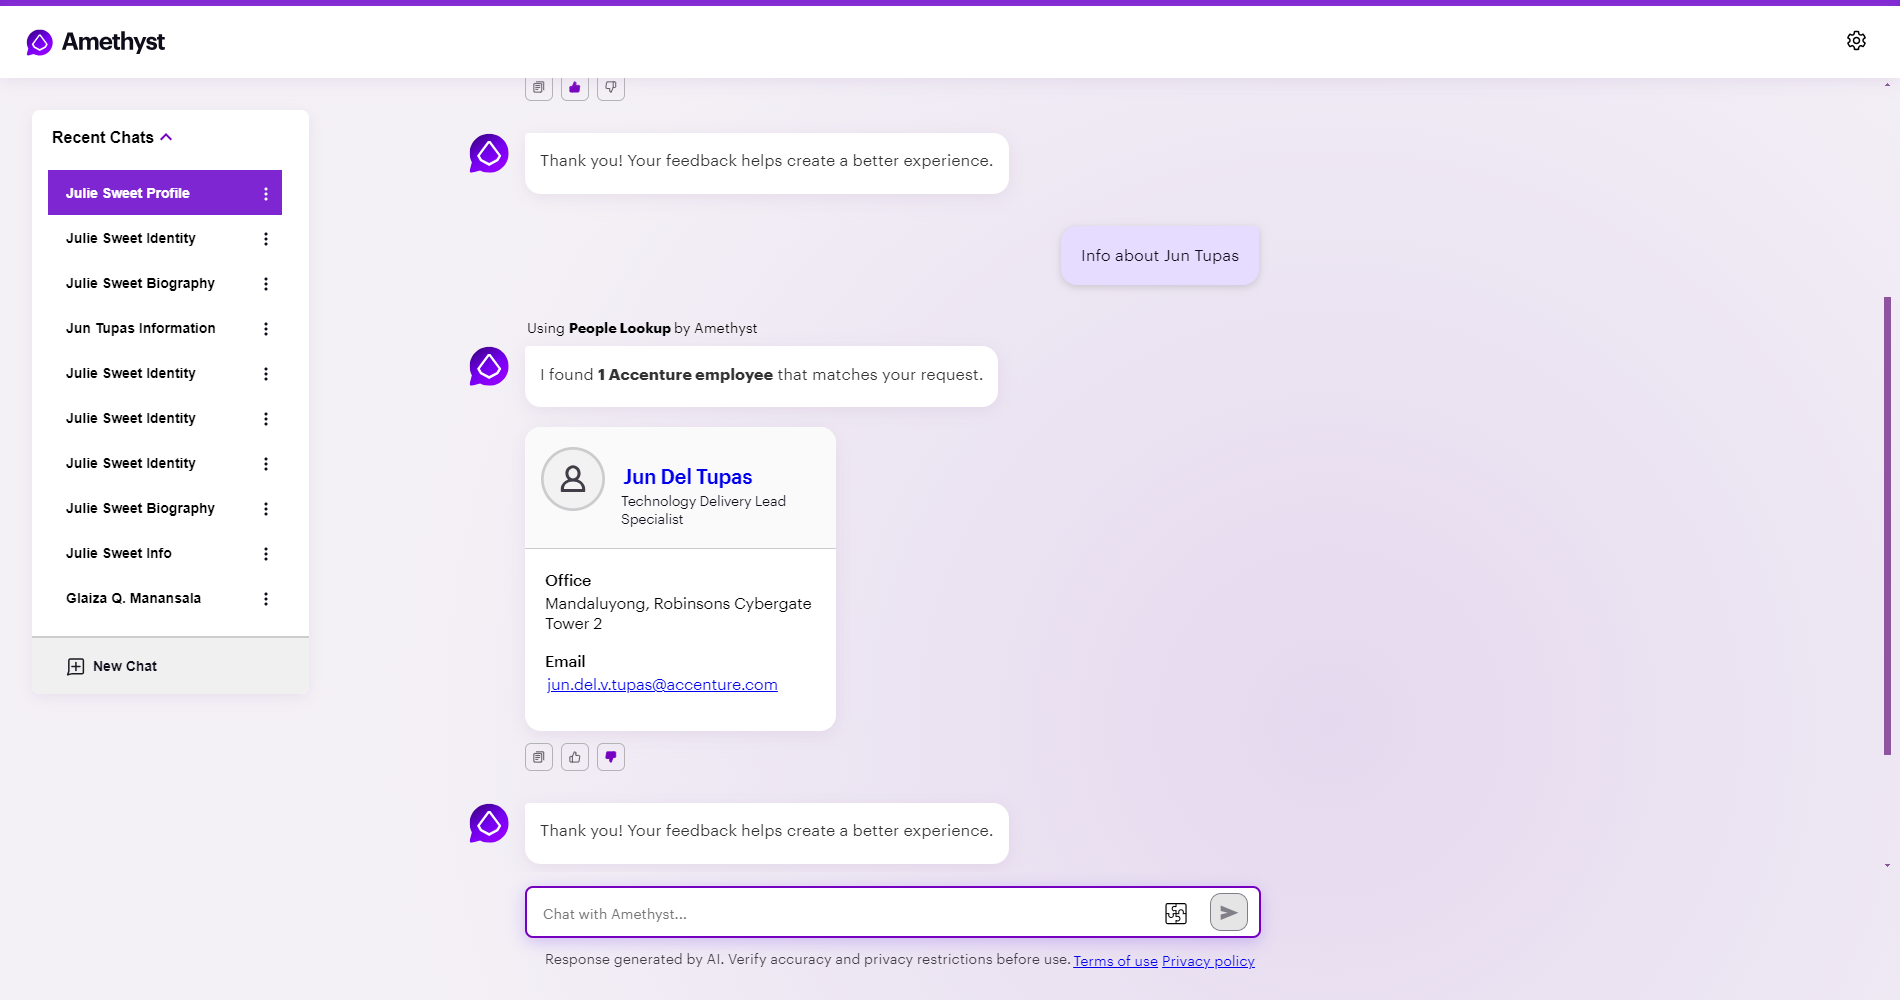 Amethyst
Recent Chats
Julie Sweet Profile
Julie Sweet Identity
Julie Sweet Biography
Jun Tupas Information
Julie Sweet Identity
Julie Sweet Identity
Julie Sweet Identity
Julie Sweet Biography
Julie Sweet Info
Glaiza Q. Manansala
New Chat
Thank you! Your feedback helps create a better experience.
Info about Jun Tupas
Using People Lookup by Amethyst
I found 1 Accenture employee that matches your request.
Jun Del Tupas
Technology Delivery Lead
Specialist
Office
Mandaluyong, Robinsons Cybergate
Tower 2
Email
jun.del.v.tupas@accenture.com
Thank you! Your feedback helps create a better experience.
Chat with Amethyst...
Response generated by AI. Verify accuracy and privacy restrictions before use. Terms of use Privacy policy